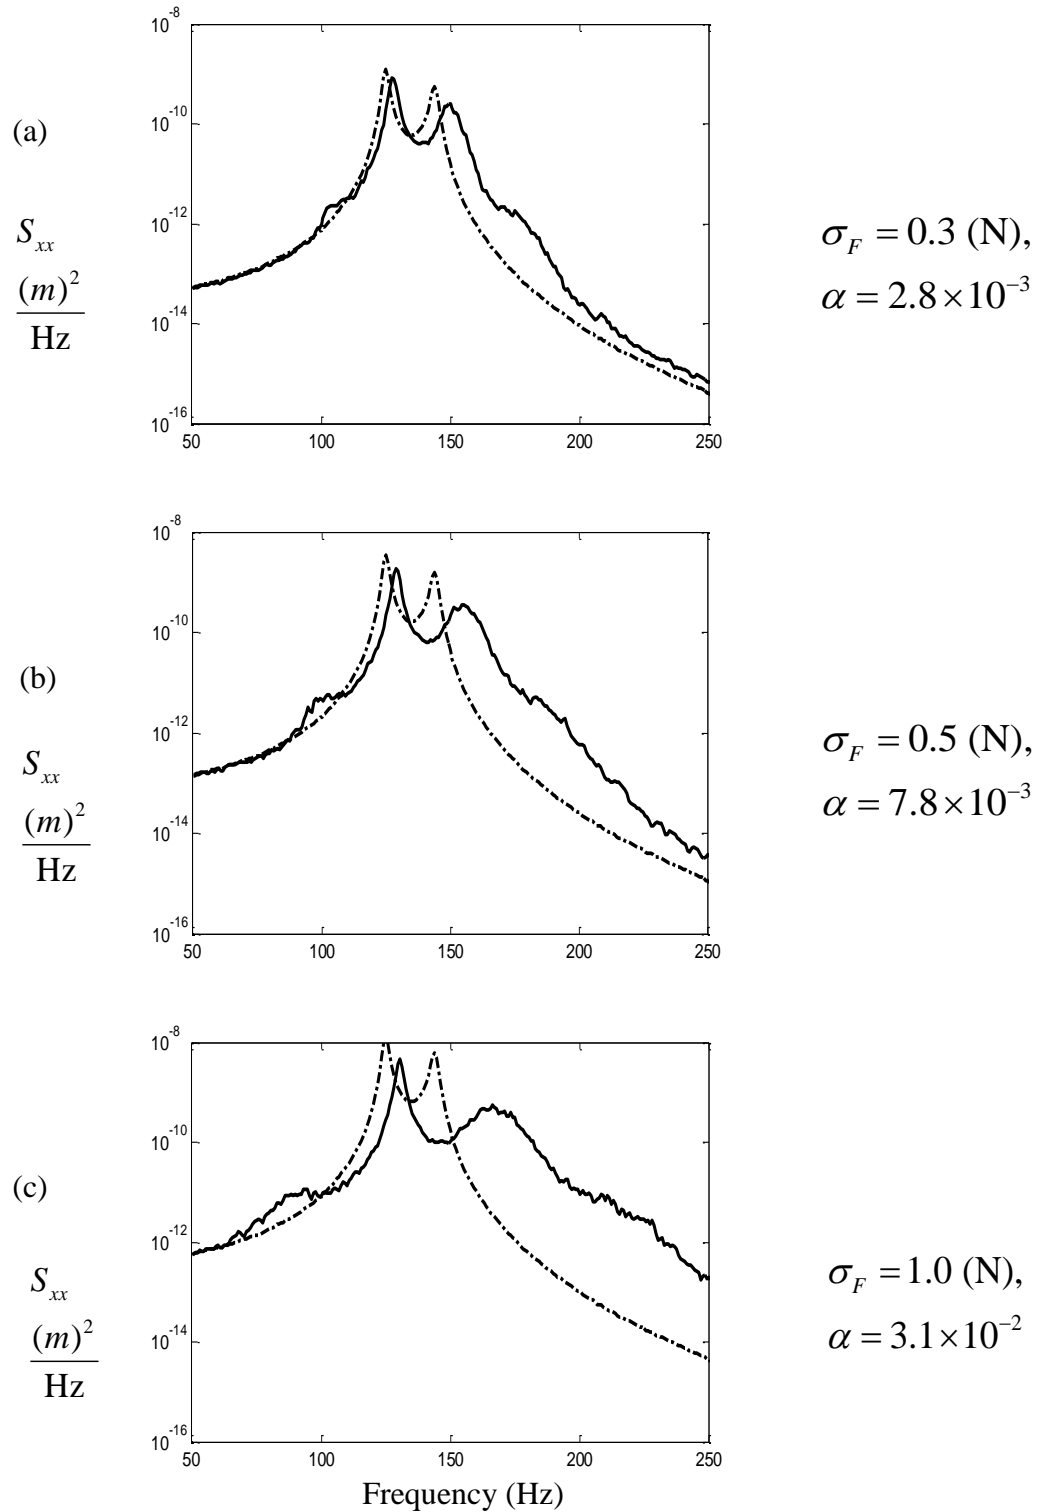 (a)
S_xx
(m)^2
Hz
10^-8
10^-10
10^-12
10^-14
10^-16
50 100 150 200 250
σ_F = 0.3 (N),
α = 2.8×10^-3
(b)
S_xx
(m)^2
Hz
10^-8
10^-10
10^-12
10^-14
10^-16
50 100 150 200 250
σ_F = 0.5 (N),
α = 7.8×10^-3
(c)
S_xx
(m)^2
Hz
10^-8
10^-10
10^-12
10^-14
10^-16
50 100 150 200 250
Frequency (Hz)
σ_F = 1.0 (N),
α = 3.1×10^-2